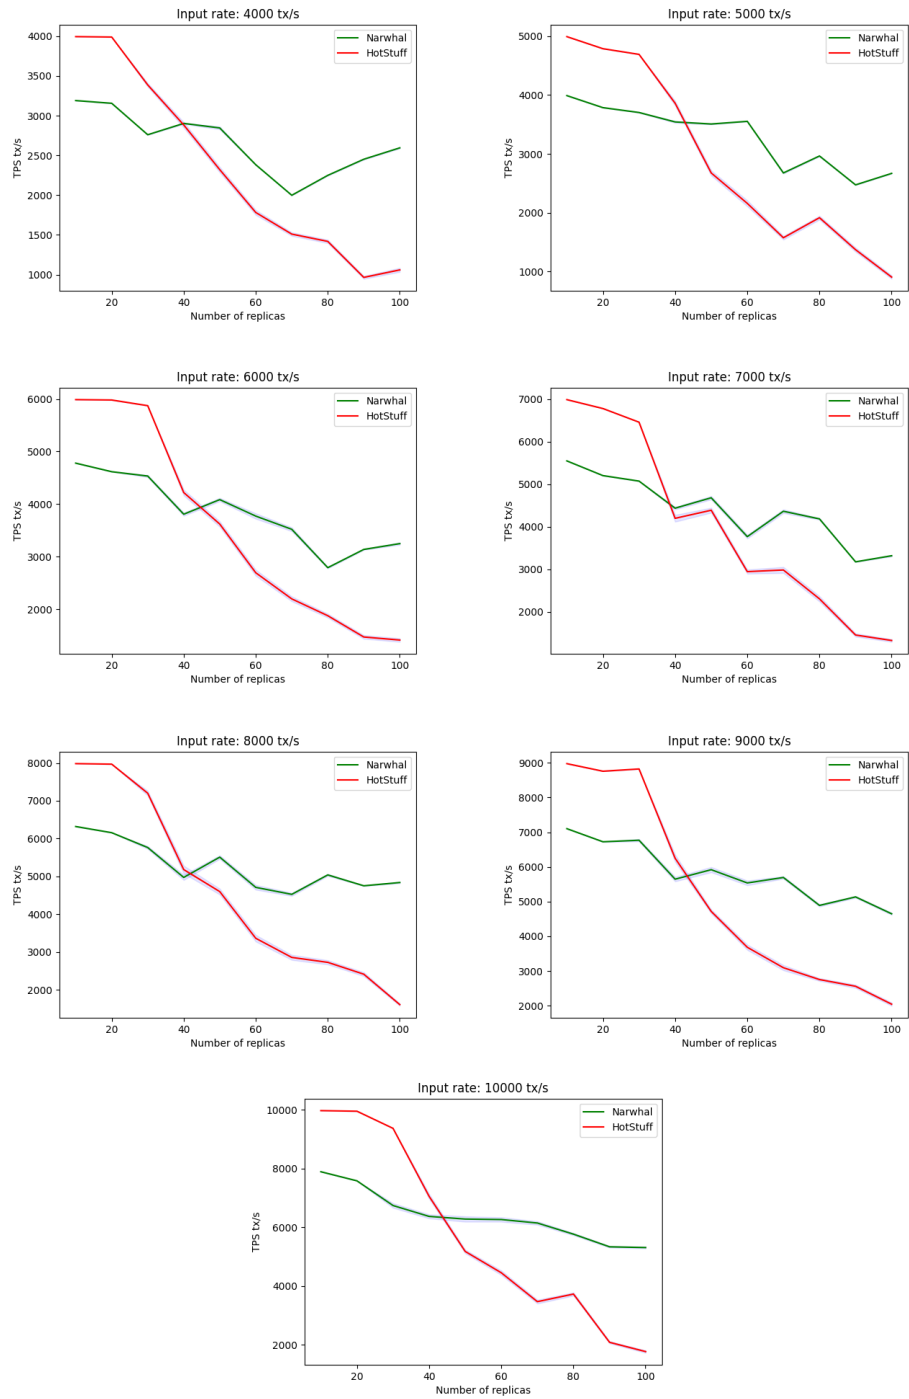 Input rate: 4000 tx/s
4000
3500
3000
2500
2000
1500
1000
TPS tx/s
Narwhal
HotStuff
20 40 60 80 100
Number of replicas
Input rate: 5000 tx/s
5000
4000
3000
2000
1000
TPS tx/s
Narwhal
HotStuff
20 40 60 80 100
Number of replicas
Input rate: 6000 tx/s
6000
5000
4000
3000
2000
TPS tx/s
Narwhal
HotStuff
20 40 60 80 100
Number of replicas
Input rate: 7000 tx/s
7000
6000
5000
4000
3000
2000
TPS tx/s
Narwhal
HotStuff
20 40 60 80 100
Number of replicas
Input rate: 8000 tx/s
8000
7000
6000
5000
4000
3000
2000
TPS tx/s
Narwhal
HotStuff
20 40 60 80 100
Number of replicas
Input rate: 9000 tx/s
9000
8000
7000
6000
5000
4000
3000
2000
TPS tx/s
Narwhal
HotStuff
20 40 60 80 100
Number of replicas
Input rate: 10000 tx/s
10000
8000
6000
4000
2000
TPS tx/s
Narwhal
HotStuff
20 40 60 80 100
Number of replicas